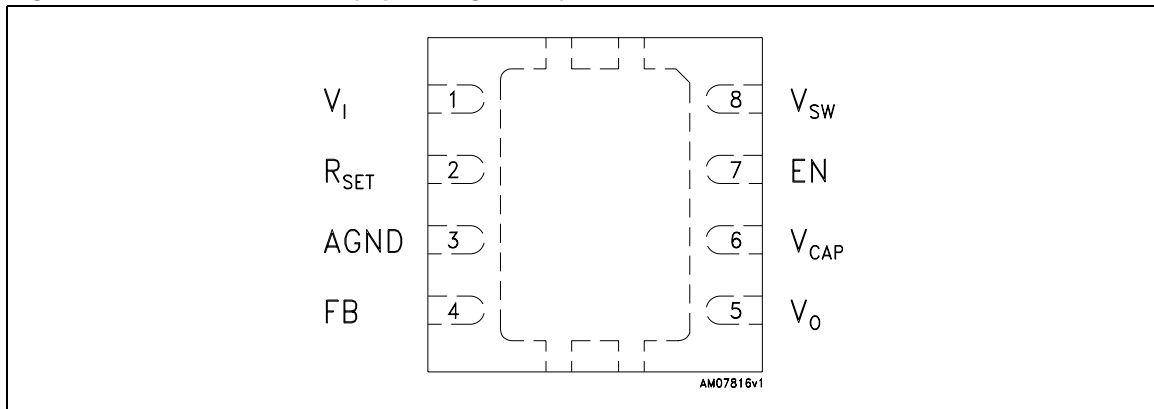 V_I 1 8 V_SW
R_SET 2 7 EN
AGND 3 6 V_CAP
FB 4 5 V_O
AM07816v1